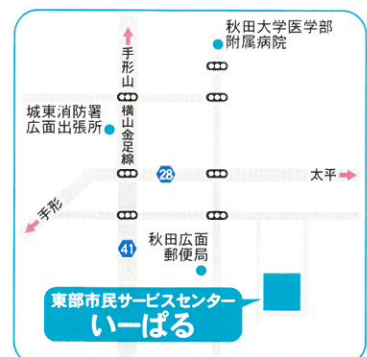 秋田大学医学部
附属病院
手形山
横山金足線
城東消防署
広面出張所
28
太平
手形
41
秋田広面
郵便局
東部市民サービスセンター
いーぱる